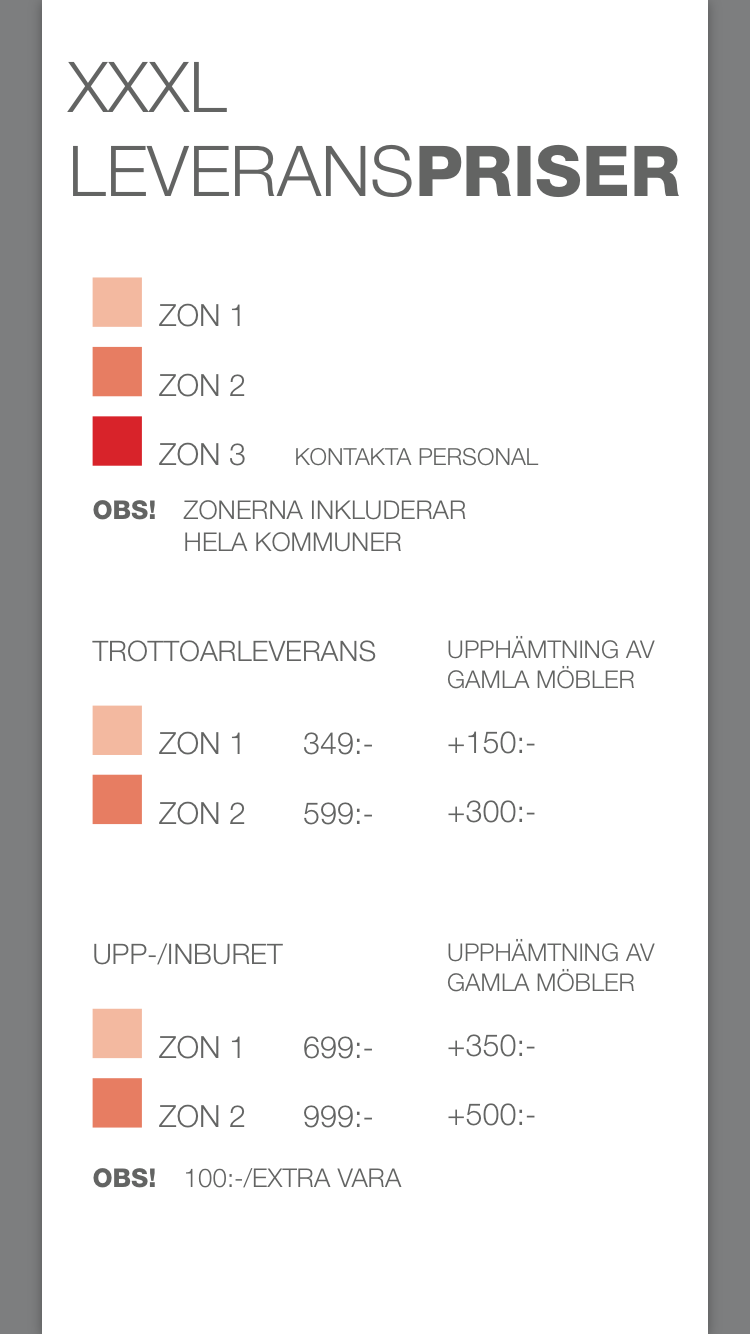 XXXL
LEVERANSPRISER
ZON 1
ZON 2
ZON 3 KONTAKTA PERSONAL
OBS! ZONERNA INKLUDERAR
HELA KOMMUNER
TROTTOARLEVERANS UPPHÄMTNING AV
GAMLA MÖBLER
ZON 1 349:- +150:-
ZON 2 599:- +300:-
UPP-/INBURET UPPHÄMTNING AV
GAMLA MÖBLER
ZON 1 699:- +350:-
ZON 2 999:- +500:-
OBS! 100:-/EXTRA VARA